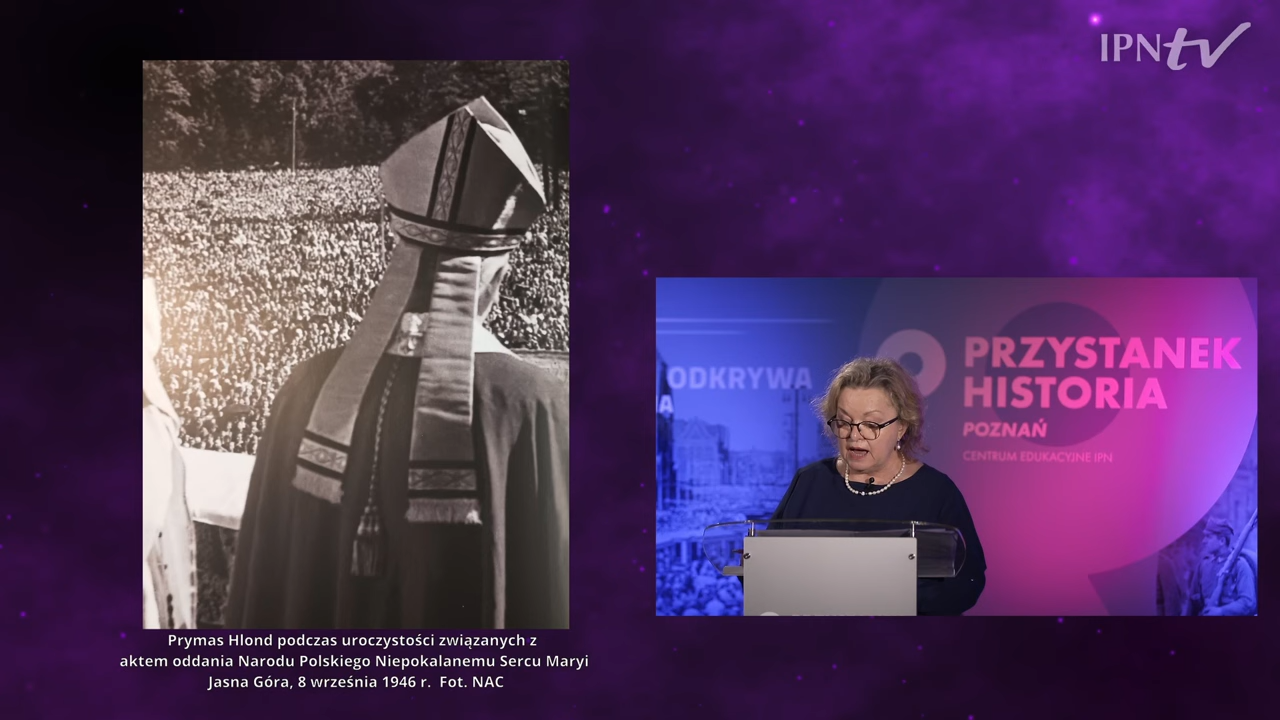 IPNtv
ODKRYWA
A
PRZYSTANEK
HISTORIA
POZNAŃ
CENTRUM EDUKACYJNE IPN
Prymas Hlond podczas uroczystości związanych z
aktem oddania Narodu Polskiego Niepokalanemu Sercu Maryi
Jasna Góra, 8 września 1946 r. Fot. NAC